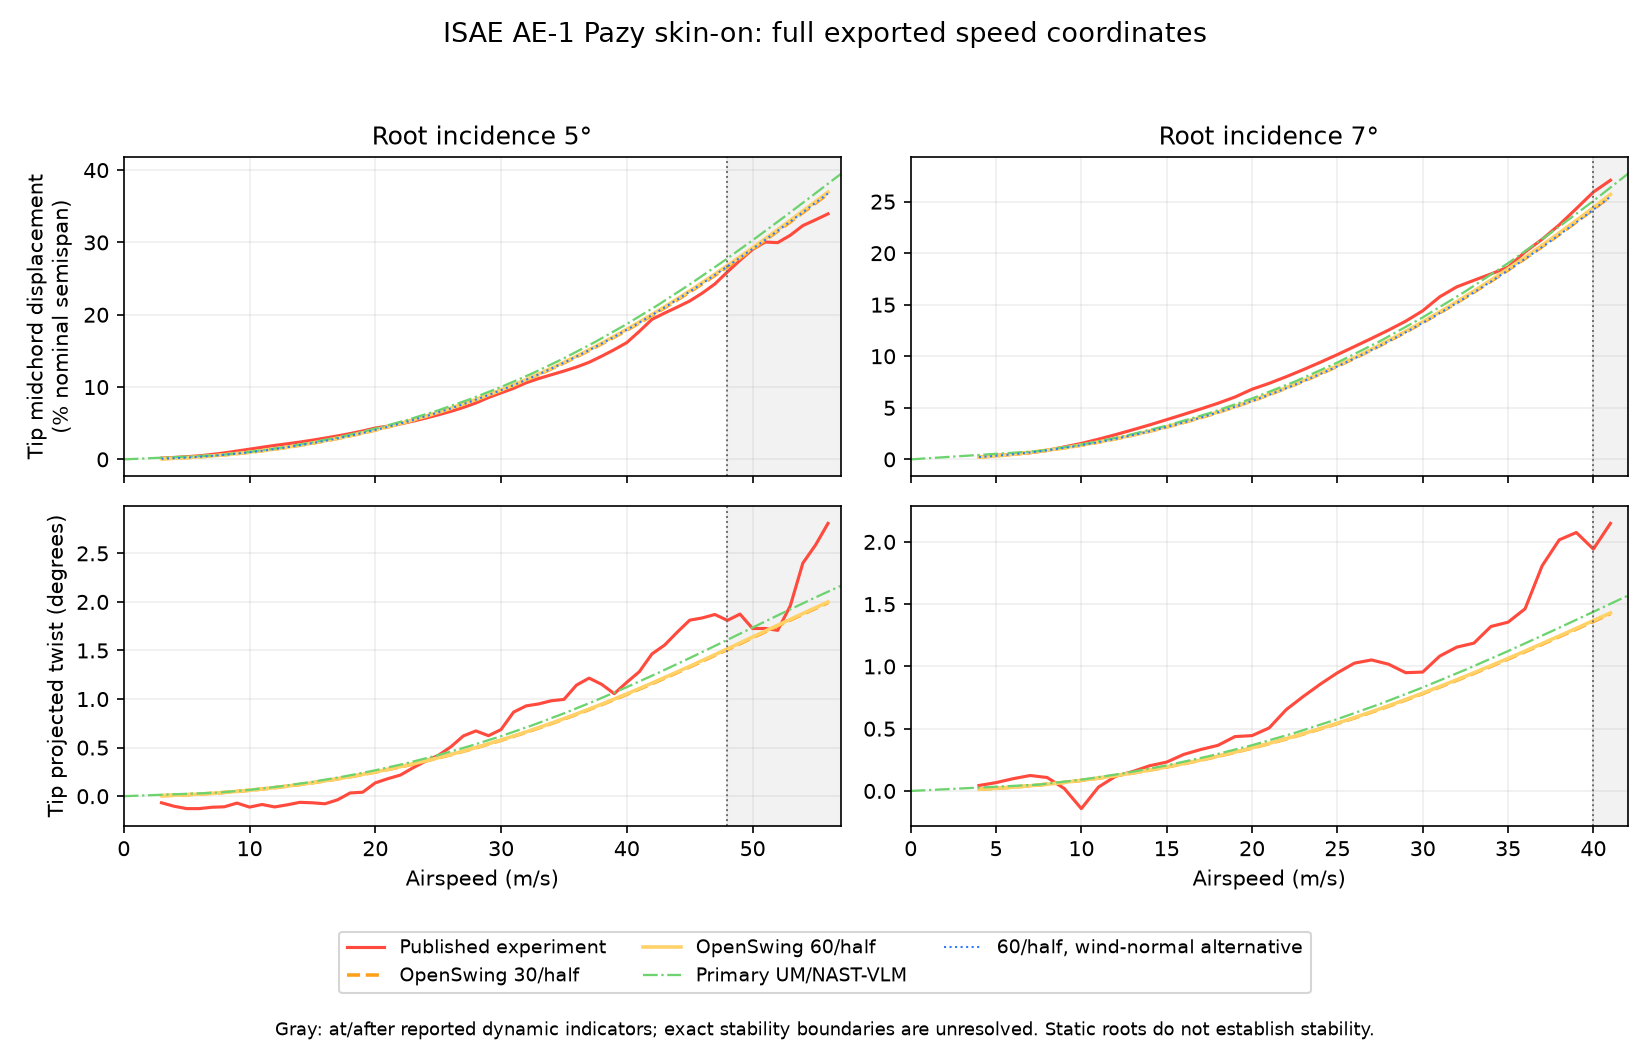 ISAE AE-1 Pazy skin-on: full exported speed coordinates
Root incidence 5°
Root incidence 7°
Tip midchord displacement
(% nominal semispan)
40
30
20
10
0
25
20
15
10
5
0
Tip projected twist (degrees)
2.5
2.0
1.5
1.0
0.5
0.0
2.0
1.5
1.0
0.5
0.0
0 10 20 30 40 50
0 5 10 15 20 25 30 35 40
Airspeed (m/s)
Airspeed (m/s)
Published experiment
OpenSwing 30/half
OpenSwing 60/half
Primary UM/NAST-VLM
60/half, wind-normal alternative
Gray: at/after reported dynamic indicators; exact stability boundaries are unresolved. Static roots do not establish stability.